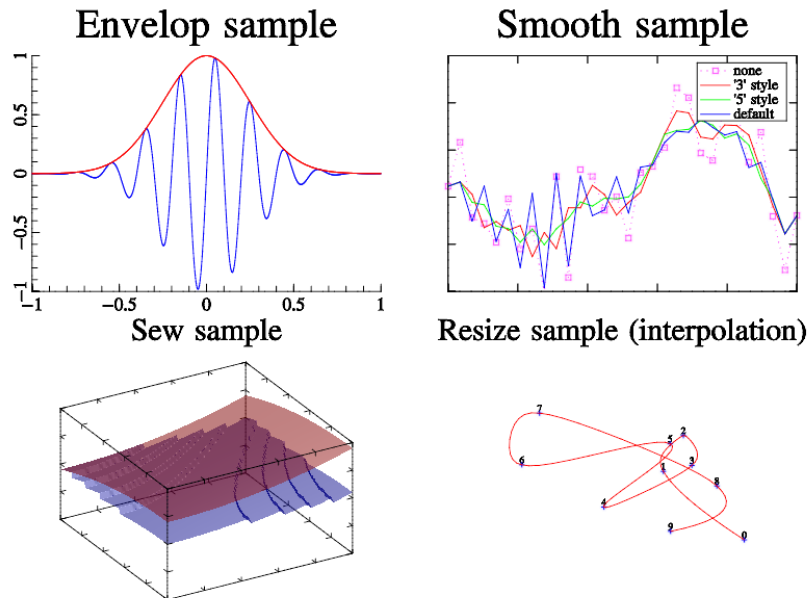 Envelop sample
1
0.5
0
−0.5
−1
−1
−0.5
0
0.5
1
Smooth sample
none
'3' style
'5' style
default
Sew sample
Resize sample (interpolation)
7
2
5
6
1
3
8
4
9
0